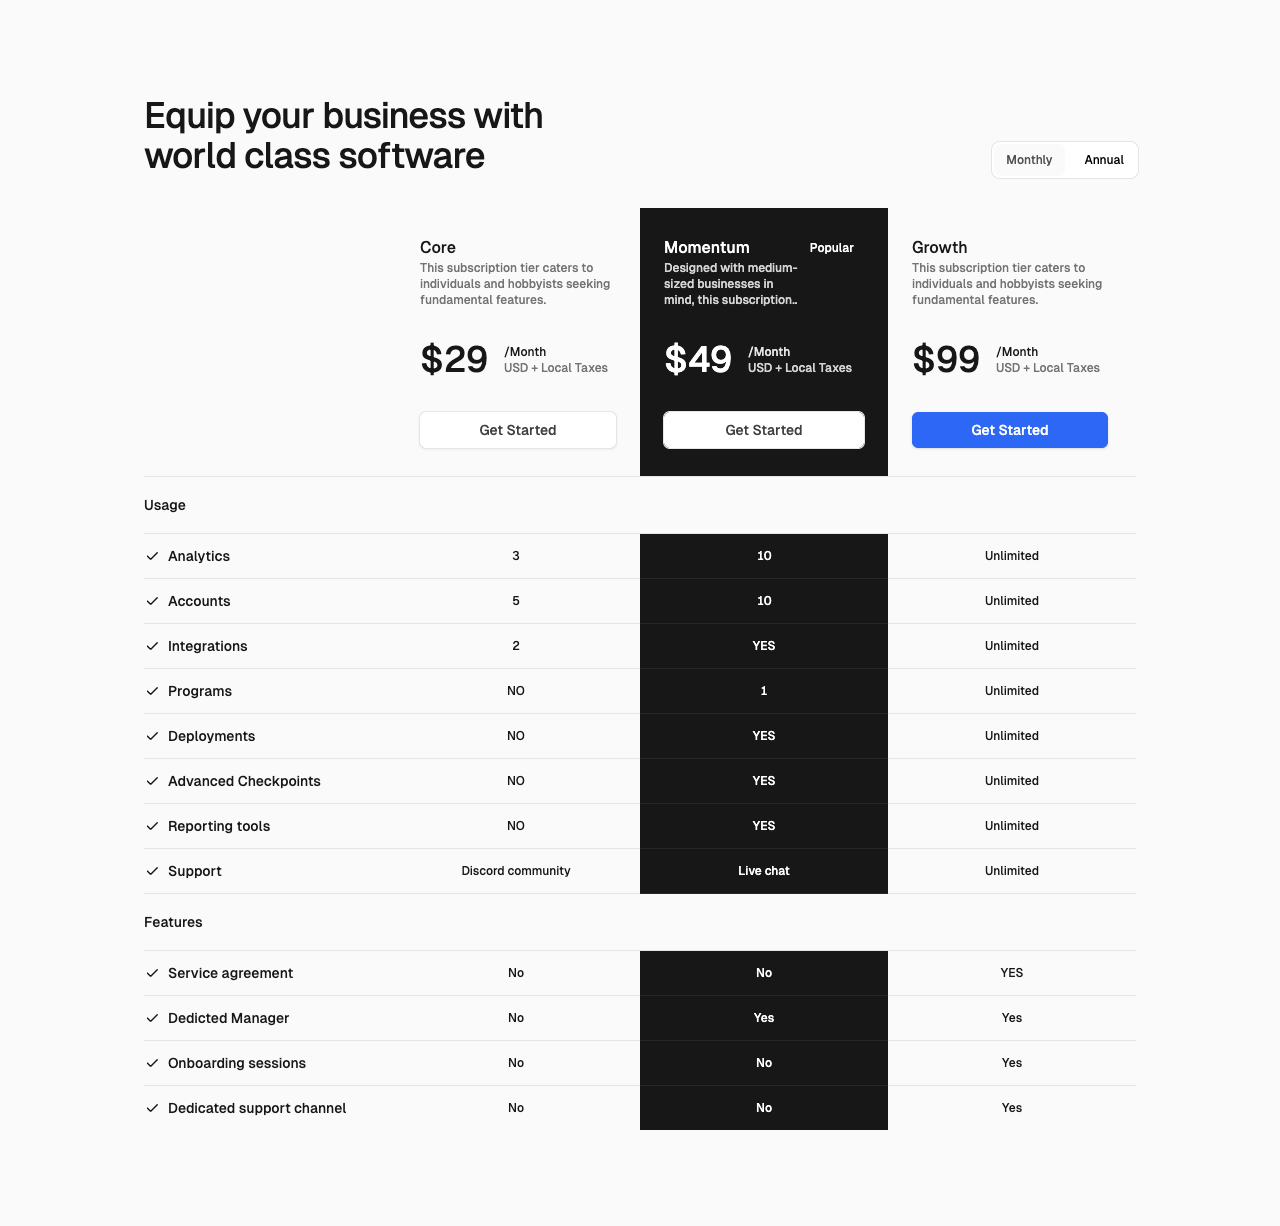 Equip your business with
world class software
Monthly Annual
Core
This subscription tier caters to
individuals and hobbyists seeking
fundamental features.
$29 /Month
USD + Local Taxes
Get Started
Momentum Popular
Designed with medium-
sized businesses in
mind, this subscription..
$49 /Month
USD + Local Taxes
Get Started
Growth
This subscription tier caters to
individuals and hobbyists seeking
fundamental features.
$99 /Month
USD + Local Taxes
Get Started
Usage
Analytics 3 10 Unlimited
Accounts 5 10 Unlimited
Integrations 2 YES Unlimited
Programs NO 1 Unlimited
Deployments NO YES Unlimited
Advanced Checkpoints NO YES Unlimited
Reporting tools NO YES Unlimited
Support Discord community Live chat Unlimited
Features
Service agreement No No YES
Dedicted Manager No Yes Yes
Onboarding sessions No No Yes
Dedicated support channel No No Yes